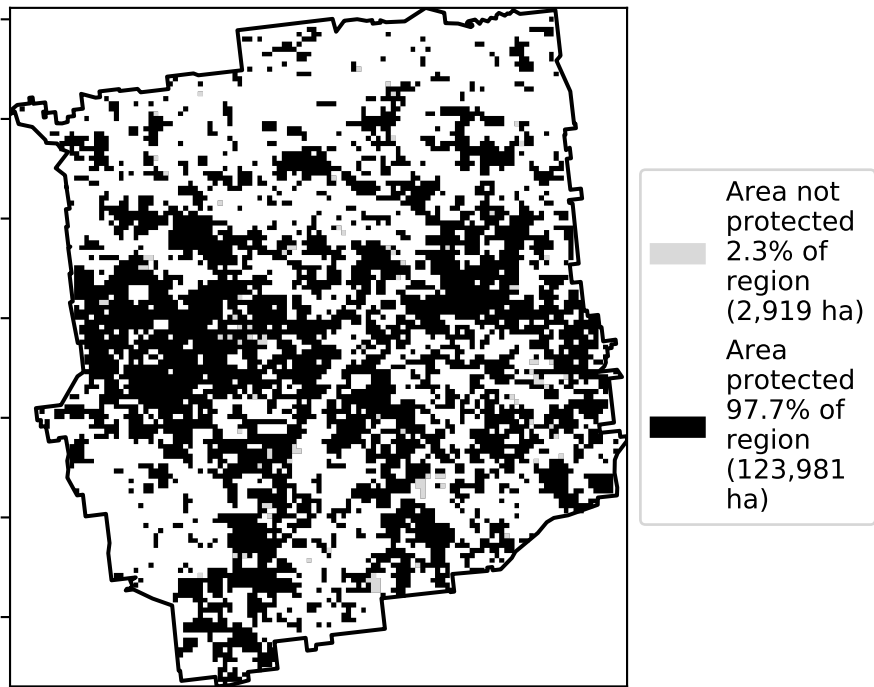 Area not
protected
2.3% of
region
(2,919 ha)
Area
protected
97.7% of
region
(123,981
ha)